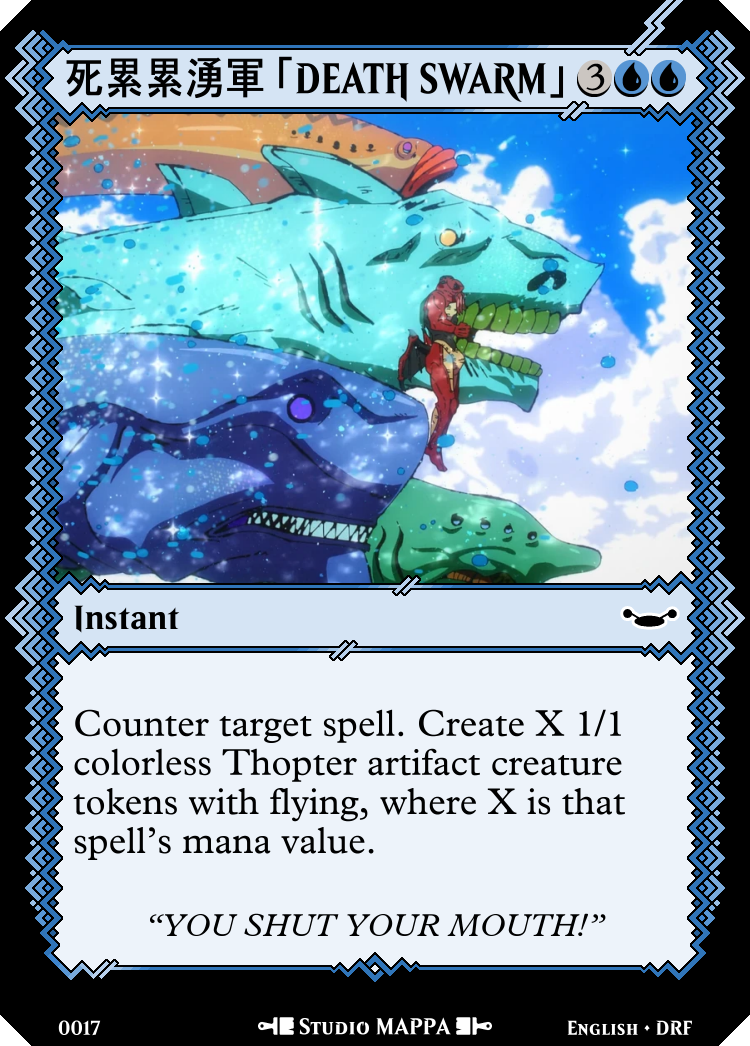 死累累湧軍「DEATH SWARM」3
Instant
Counter target spell. Create X 1/1
colorless Thopter artifact creature
tokens with flying, where X is that
spell's mana value.
“YOU SHUT YOUR MOUTH!”
0017 STUDIO MAPPA ENGLISH • DRF